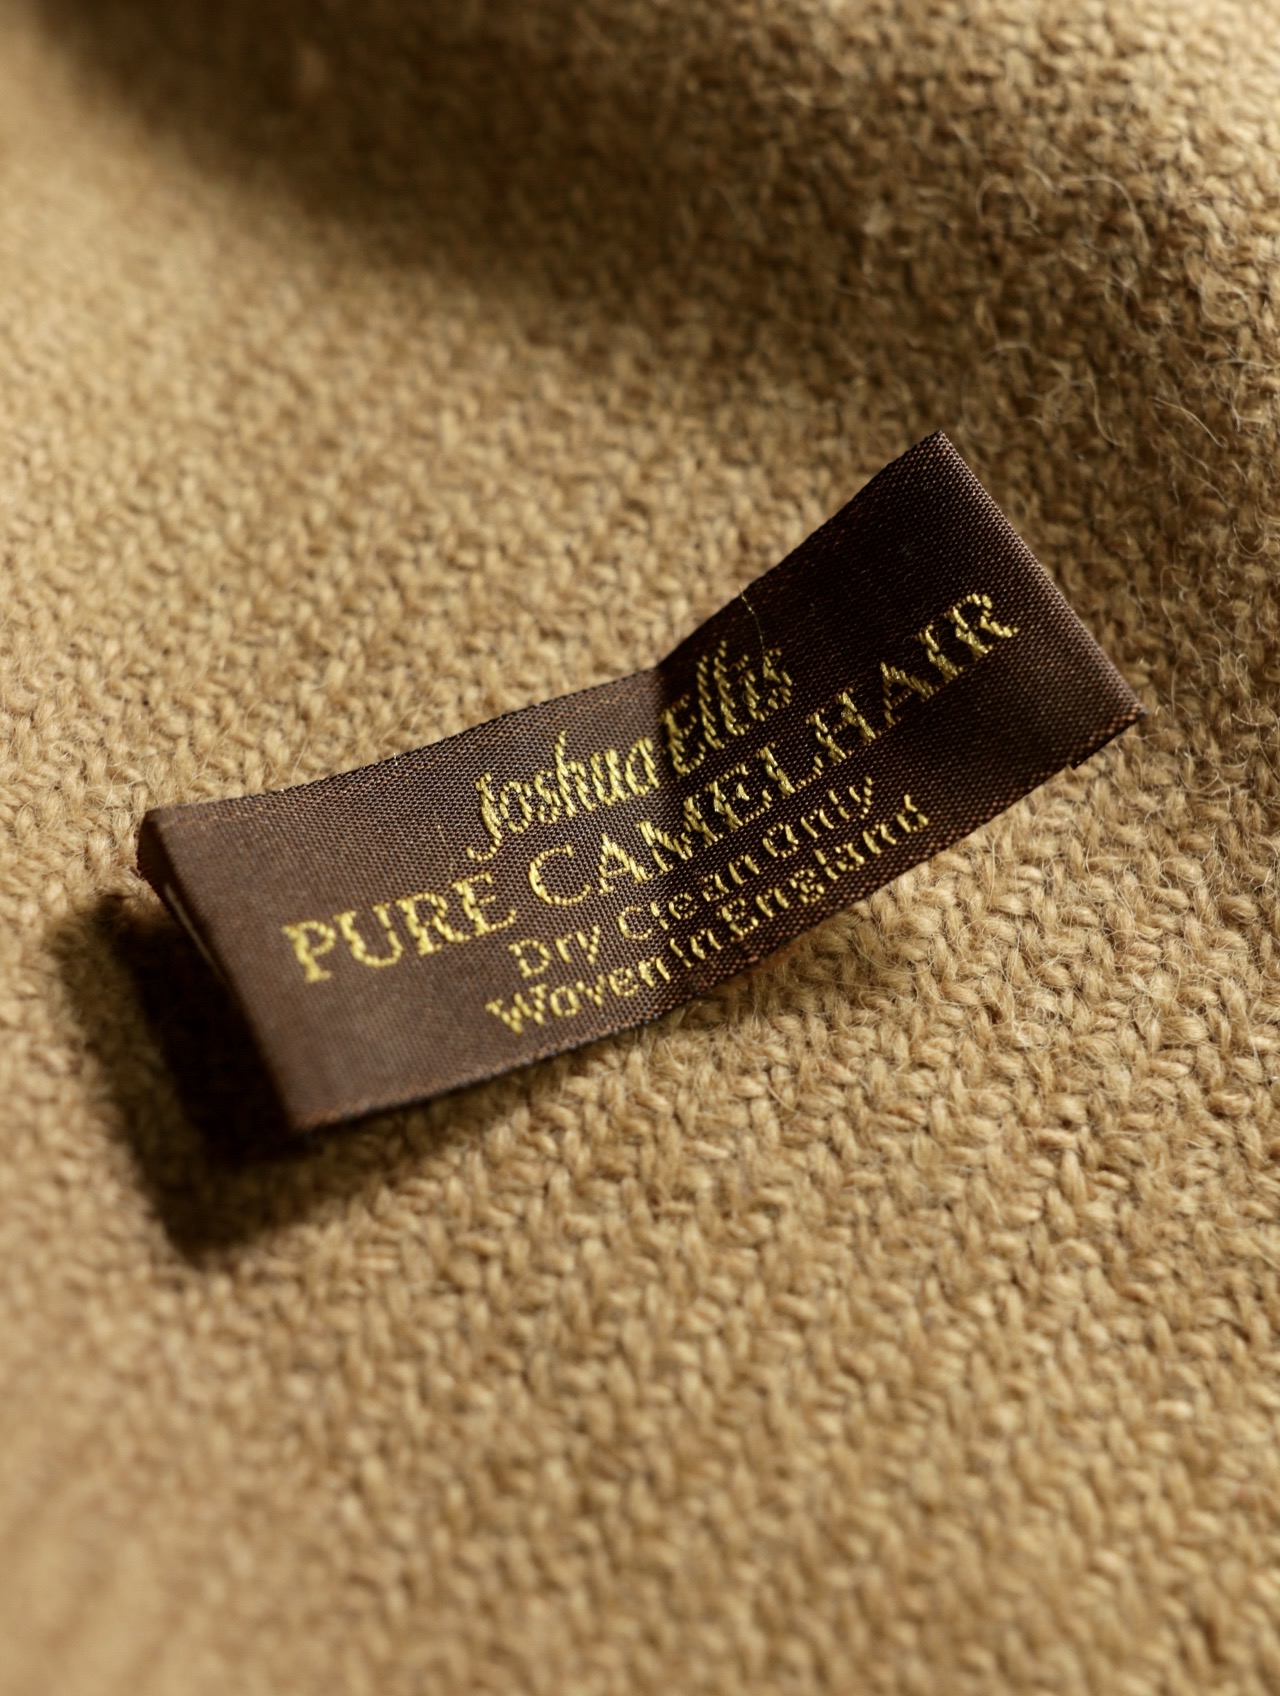 Joshua Ellis
PURE CAMELHAIR
Dry Clean Only
Woven in England